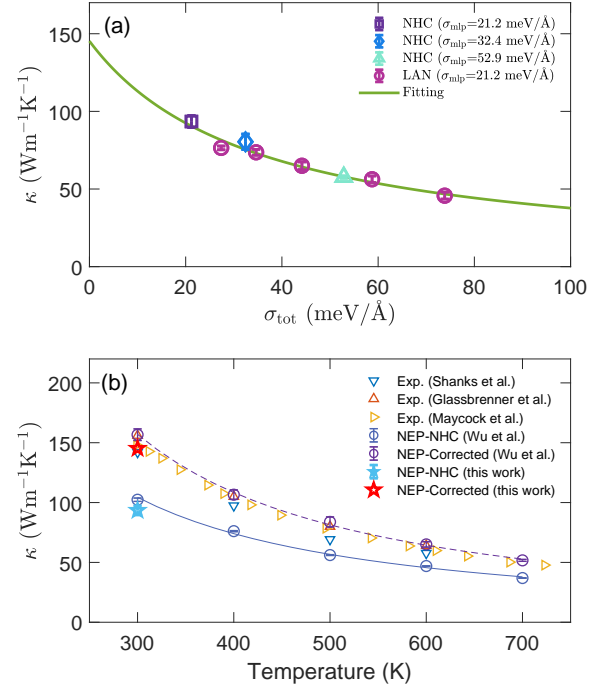 (a)
NHC (σmlp=21.2 meV/Å)
NHC (σmlp=32.4 meV/Å)
NHC (σmlp=52.9 meV/Å)
LAN (σmlp=21.2 meV/Å)
Fitting
150
100
50
0
κ (Wm⁻¹K⁻¹)
0 20 40 60 80 100
σtot (meV/Å)
(b)
Exp. (Shanks et al.)
Exp. (Glassbrenner et al.)
Exp. (Maycock et al.)
NEP-NHC (Wu et al.)
NEP-Corrected (Wu et al.)
NEP-NHC (this work)
NEP-Corrected (this work)
200
150
100
50
0
κ (Wm⁻¹K⁻¹)
300 400 500 600 700
Temperature (K)